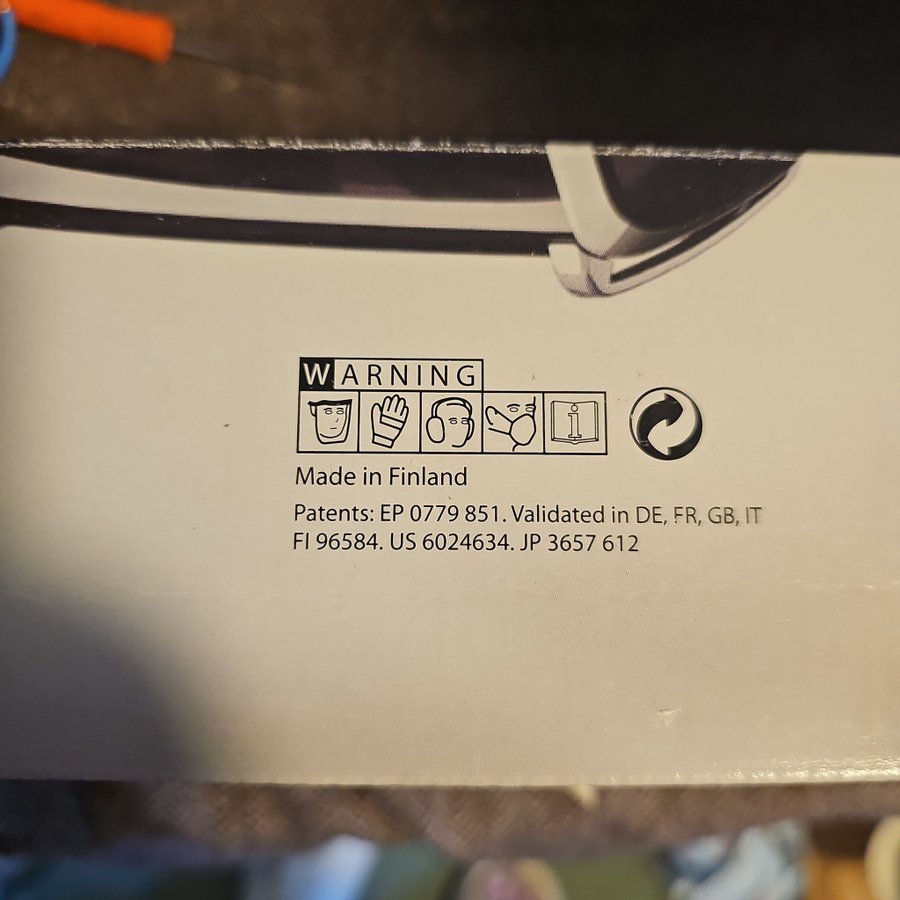 WARNING
Made in Finland
Patents: EP 0779 851. Validated in DE, FR, GB, IT
FI 96584. US 6024634. JP 3657 612